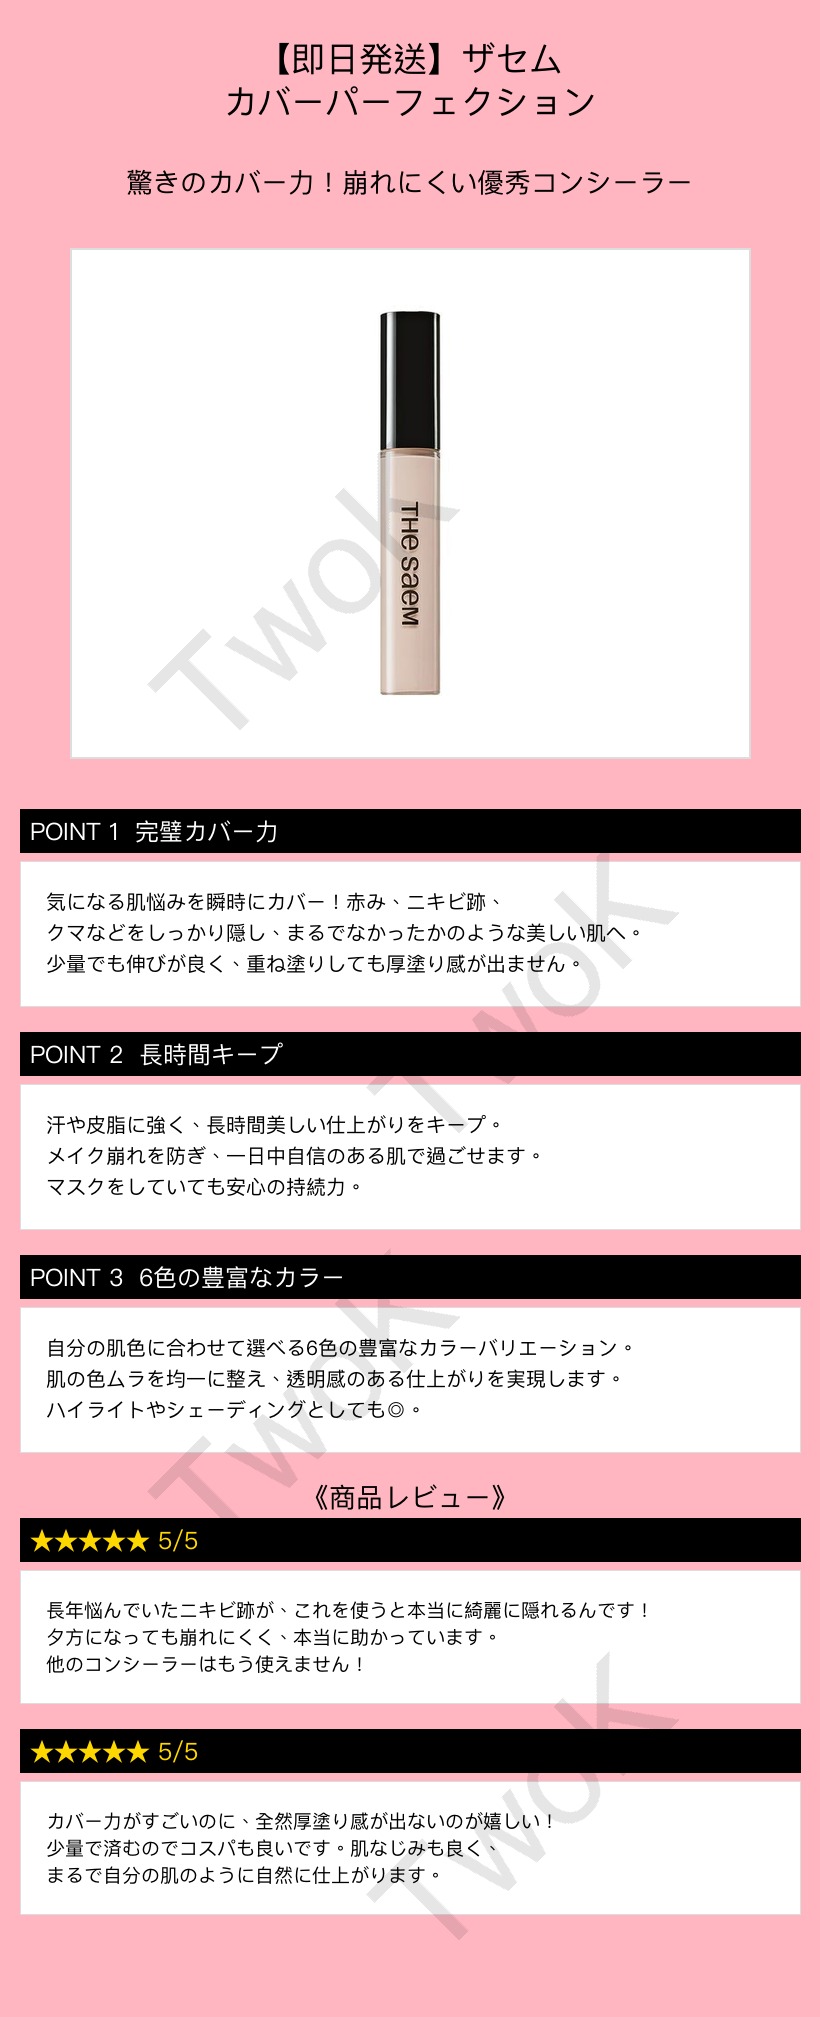 【即日発送】ザセム
カバーパーフェクション
驚きのカバー力！崩れにくい優秀コンシーラー
THE SAEM
TwoK
POINT 1 完璧カバー力
気になる肌悩みを瞬時にカバー！赤み、ニキビ跡、
クマなどをしっかり隠し、まるでなかったかのような美しい肌へ。
少量でも伸びが良く、重ね塗りしても厚塗り感が出ません。
TwoK
POINT 2 長時間キープ
汗や皮脂に強く、長時間美しい仕上がりをキープ。
メイク崩れを防ぎ、一日中自信のある肌で過ごせます。
マスクをしていても安心の持続力。
POINT 3 6色の豊富なカラー
自分の肌色に合わせて選べる6色の豊富なカラーバリエーション。
肌の色ムラを均一に整え、透明感のある仕上がりを実現します。
ハイライトやシェーディングとしても◎。
TwoK
《商品レビュー》
★★★★★ 5/5
長年悩んでいたニキビ跡が、これを使うと本当に綺麗に隠れるんです！
夕方になっても崩れにくく、本当に助かっています。
他のコンシーラーはもう使えません！
★★★★★ 5/5
カバー力がすごいのに、全然厚塗り感が出ないのが嬉しい！
少量で済むのでコスパも良いです。肌なじみも良く、
まるで自分の肌のように自然に仕上がります。
TwoK